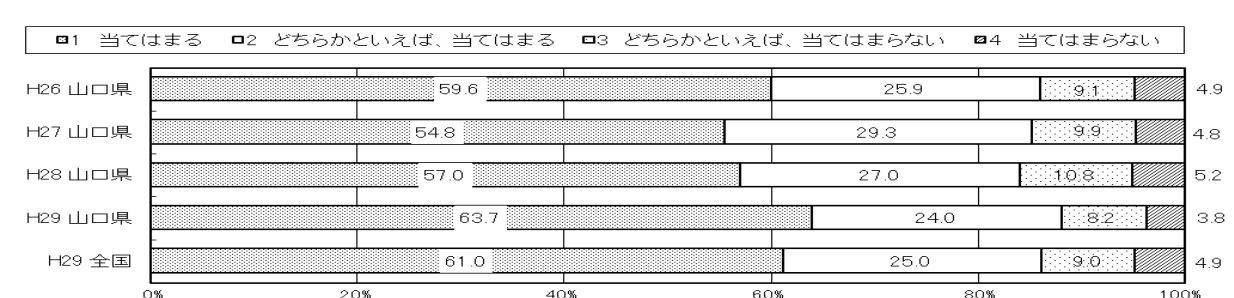 1 当てはまる 2 どちらかといえば、当てはまる 3 どちらかといえば、当てはまらない 4 当てはまらない
H26 山口県 59.6 25.9 9.1 4.9
H27 山口県 54.8 29.3 9.9 4.8
H28 山口県 57.0 27.0 10.8 5.2
H29 山口県 63.7 24.0 8.2 3.8
H29 全国 61.0 25.0 9.0 4.9
0% 20% 40% 60% 80% 100%